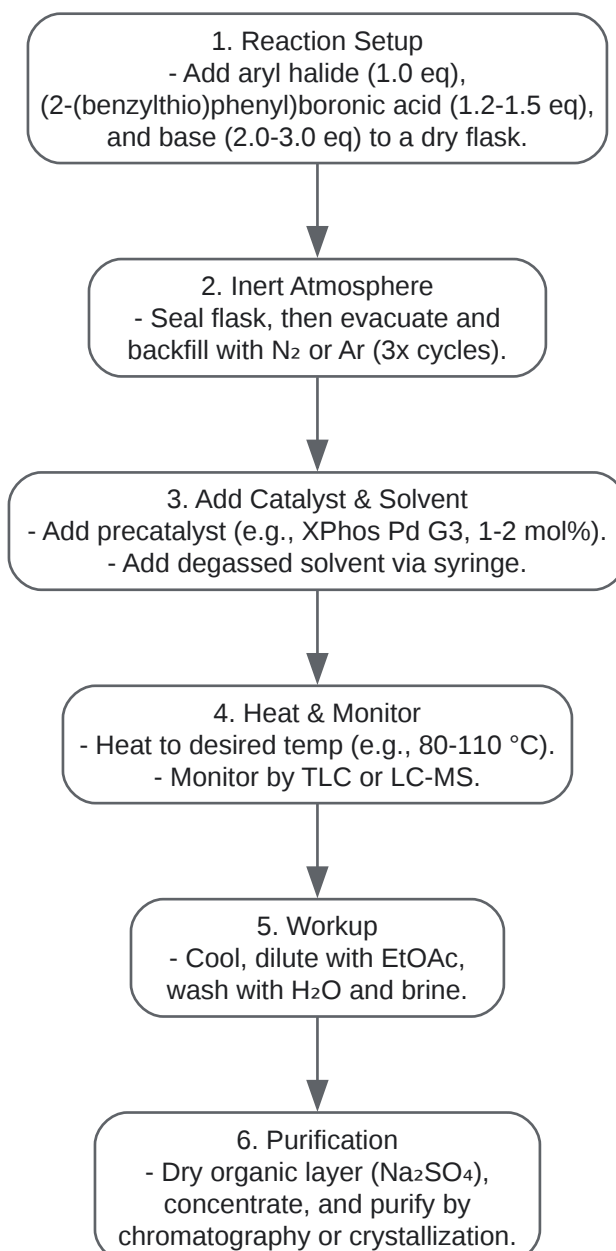 1. Reaction Setup
- Add aryl halide (1.0 eq),
(2-(benzylthio)phenyl)boronic acid (1.2-1.5 eq),
and base (2.0-3.0 eq) to a dry flask.
2. Inert Atmosphere
- Seal flask, then evacuate and
backfill with N₂ or Ar (3x cycles).
3. Add Catalyst & Solvent
- Add precatalyst (e.g., XPhos Pd G3, 1-2 mol%).
- Add degassed solvent via syringe.
4. Heat & Monitor
- Heat to desired temp (e.g., 80-110 °C).
- Monitor by TLC or LC-MS.
5. Workup
- Cool, dilute with EtOAc,
wash with H₂O and brine.
6. Purification
- Dry organic layer (Na₂SO₄),
concentrate, and purify by
chromatography or crystallization.